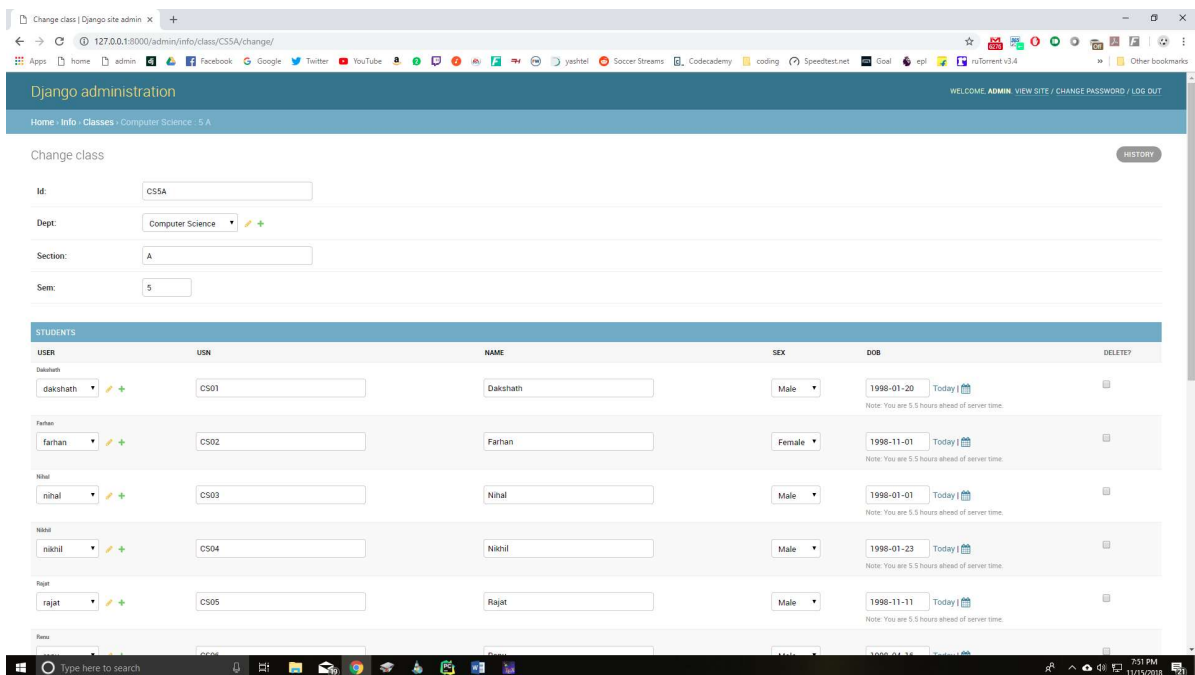 Change class | Django site admin
127.0.0.1:8000/admin/info/class/CS5A/change/
6276 365 Off
Apps home admin Facebook Google Twitter YouTube yashtel Soccer Streams Codecademy coding Speedtest.net Goal epl ruTorrent v3.4 » Other bookmarks
Django administration WELCOME, ADMIN. VIEW SITE / CHANGE PASSWORD / LOG OUT
Home › Info › Classes › Computer Science : 5 A
Change class HISTORY
Id: CS5A
Dept: Computer Science
Section: A
Sem: 5
STUDENTS
USER USN NAME SEX DOB DELETE?
Dakshath
dakshath CS01 Dakshath Male 1998-01-20 Today |
Note: You are 5.5 hours ahead of server time.
Farhan
farhan CS02 Farhan Female 1998-11-01 Today |
Note: You are 5.5 hours ahead of server time.
Nihal
nihal CS03 Nihal Male 1998-01-01 Today |
Note: You are 5.5 hours ahead of server time.
Nikhil
nikhil CS04 Nikhil Male 1998-01-23 Today |
Note: You are 5.5 hours ahead of server time.
Rajat
rajat CS05 Rajat Male 1998-11-11 Today |
Note: You are 5.5 hours ahead of server time.
Renu
Type here to search 7:51 PM
11/15/2018